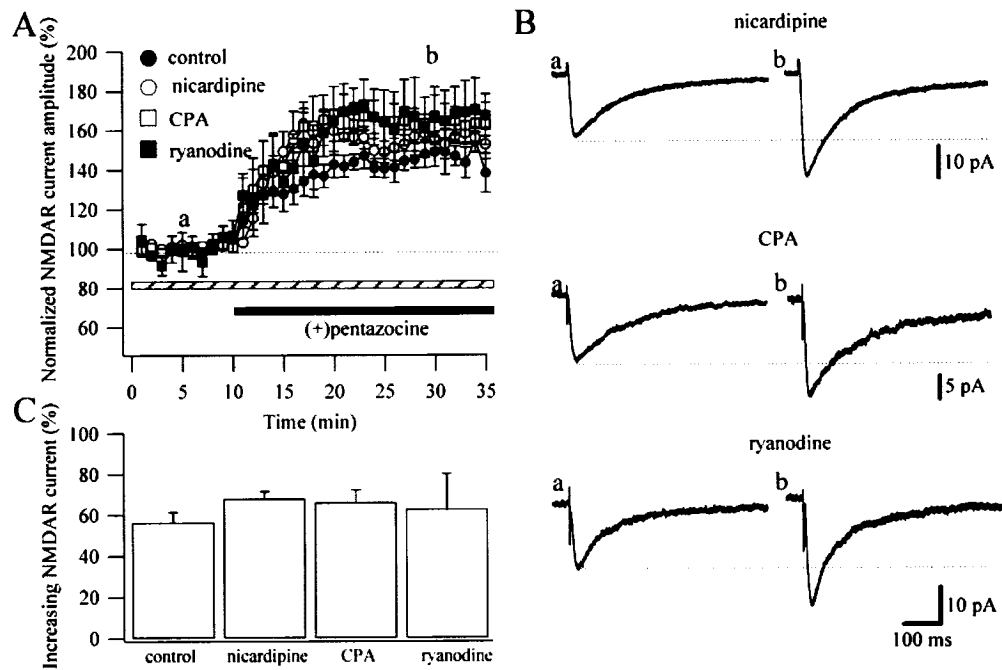 A
Normalized NMDAR current amplitude (%)
200
180
160
140
120
100
80
60
control
nicardipine
CPA
ryanodine
a
b
(+)pentazocine
0 5 10 15 20 25 30 35
Time (min)
B
nicardipine
a
b
10 pA
CPA
a
b
5 pA
ryanodine
a
b
10 pA
100 ms
C
Increasing NMDAR current (%)
100
80
60
40
20
0
control nicardipine CPA ryanodine